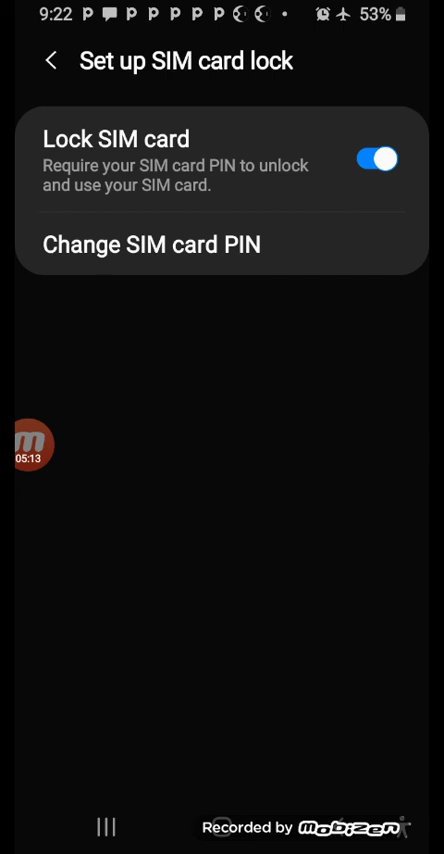 9:22 53%
Set up SIM card lock
Lock SIM card
Require your SIM card PIN to unlock
and use your SIM card.
Change SIM card PIN
m
05:13
Recorded by MOBIZEN